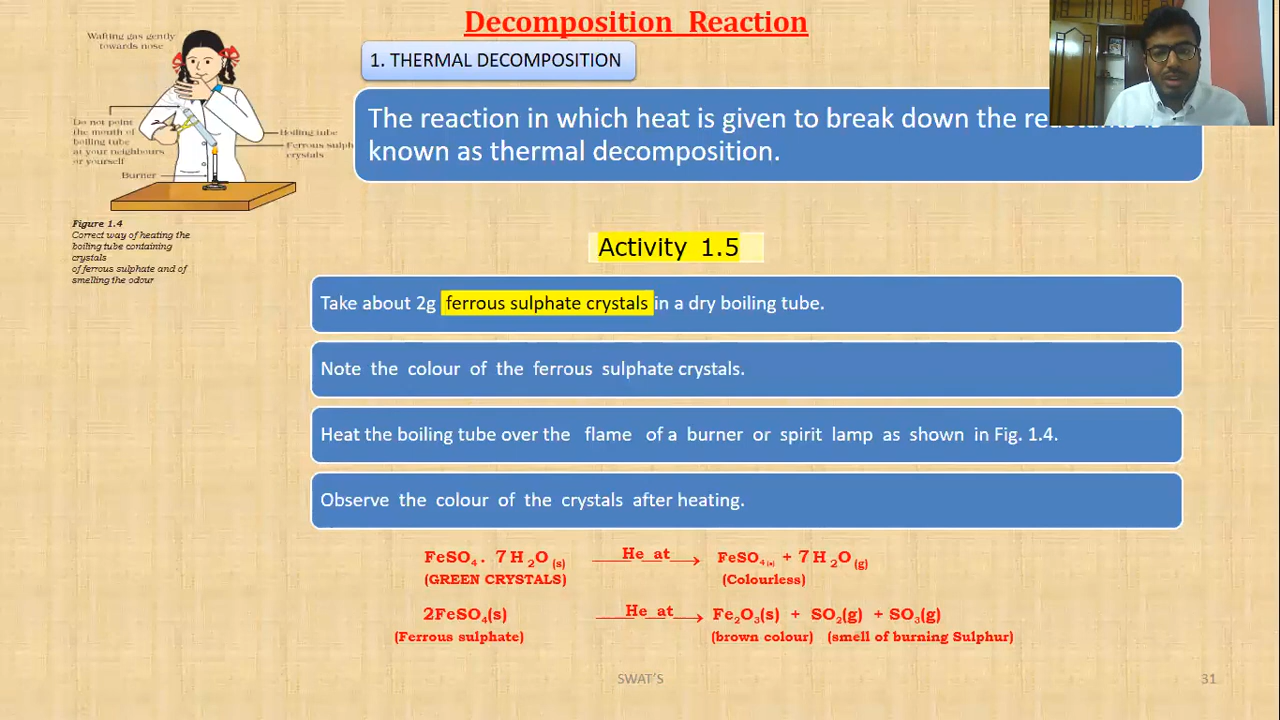 Decomposition Reaction
1. THERMAL DECOMPOSITION
The reaction in which heat is given to break down the reactants is
known as thermal decomposition.
Wafting gas gently
towards nose
Do not point
the mouth of
boiling tube
at your neighbours
or yourself
Burner
Boiling tube
Ferrous sulph
crystals
Figure 1.4
Correct way of heating the
boiling tube containing
crystals
of ferrous sulphate and of
smelling the odour
Activity 1.5
Take about 2g ferrous sulphate crystals in a dry boiling tube.
Note the colour of the ferrous sulphate crystals.
Heat the boiling tube over the flame of a burner or spirit lamp as shown in Fig. 1.4.
Observe the colour of the crystals after heating.
FeSO₄ . 7 H₂O (s) He at → FeSO₄(s) + 7 H₂O (g)
(GREEN CRYSTALS) (Colourless)
2FeSO₄(s) He at → Fe₂O₃(s) + SO₂(g) + SO₃(g)
(Ferrous sulphate) (brown colour) (smell of burning Sulphur)
SWAT'S
31